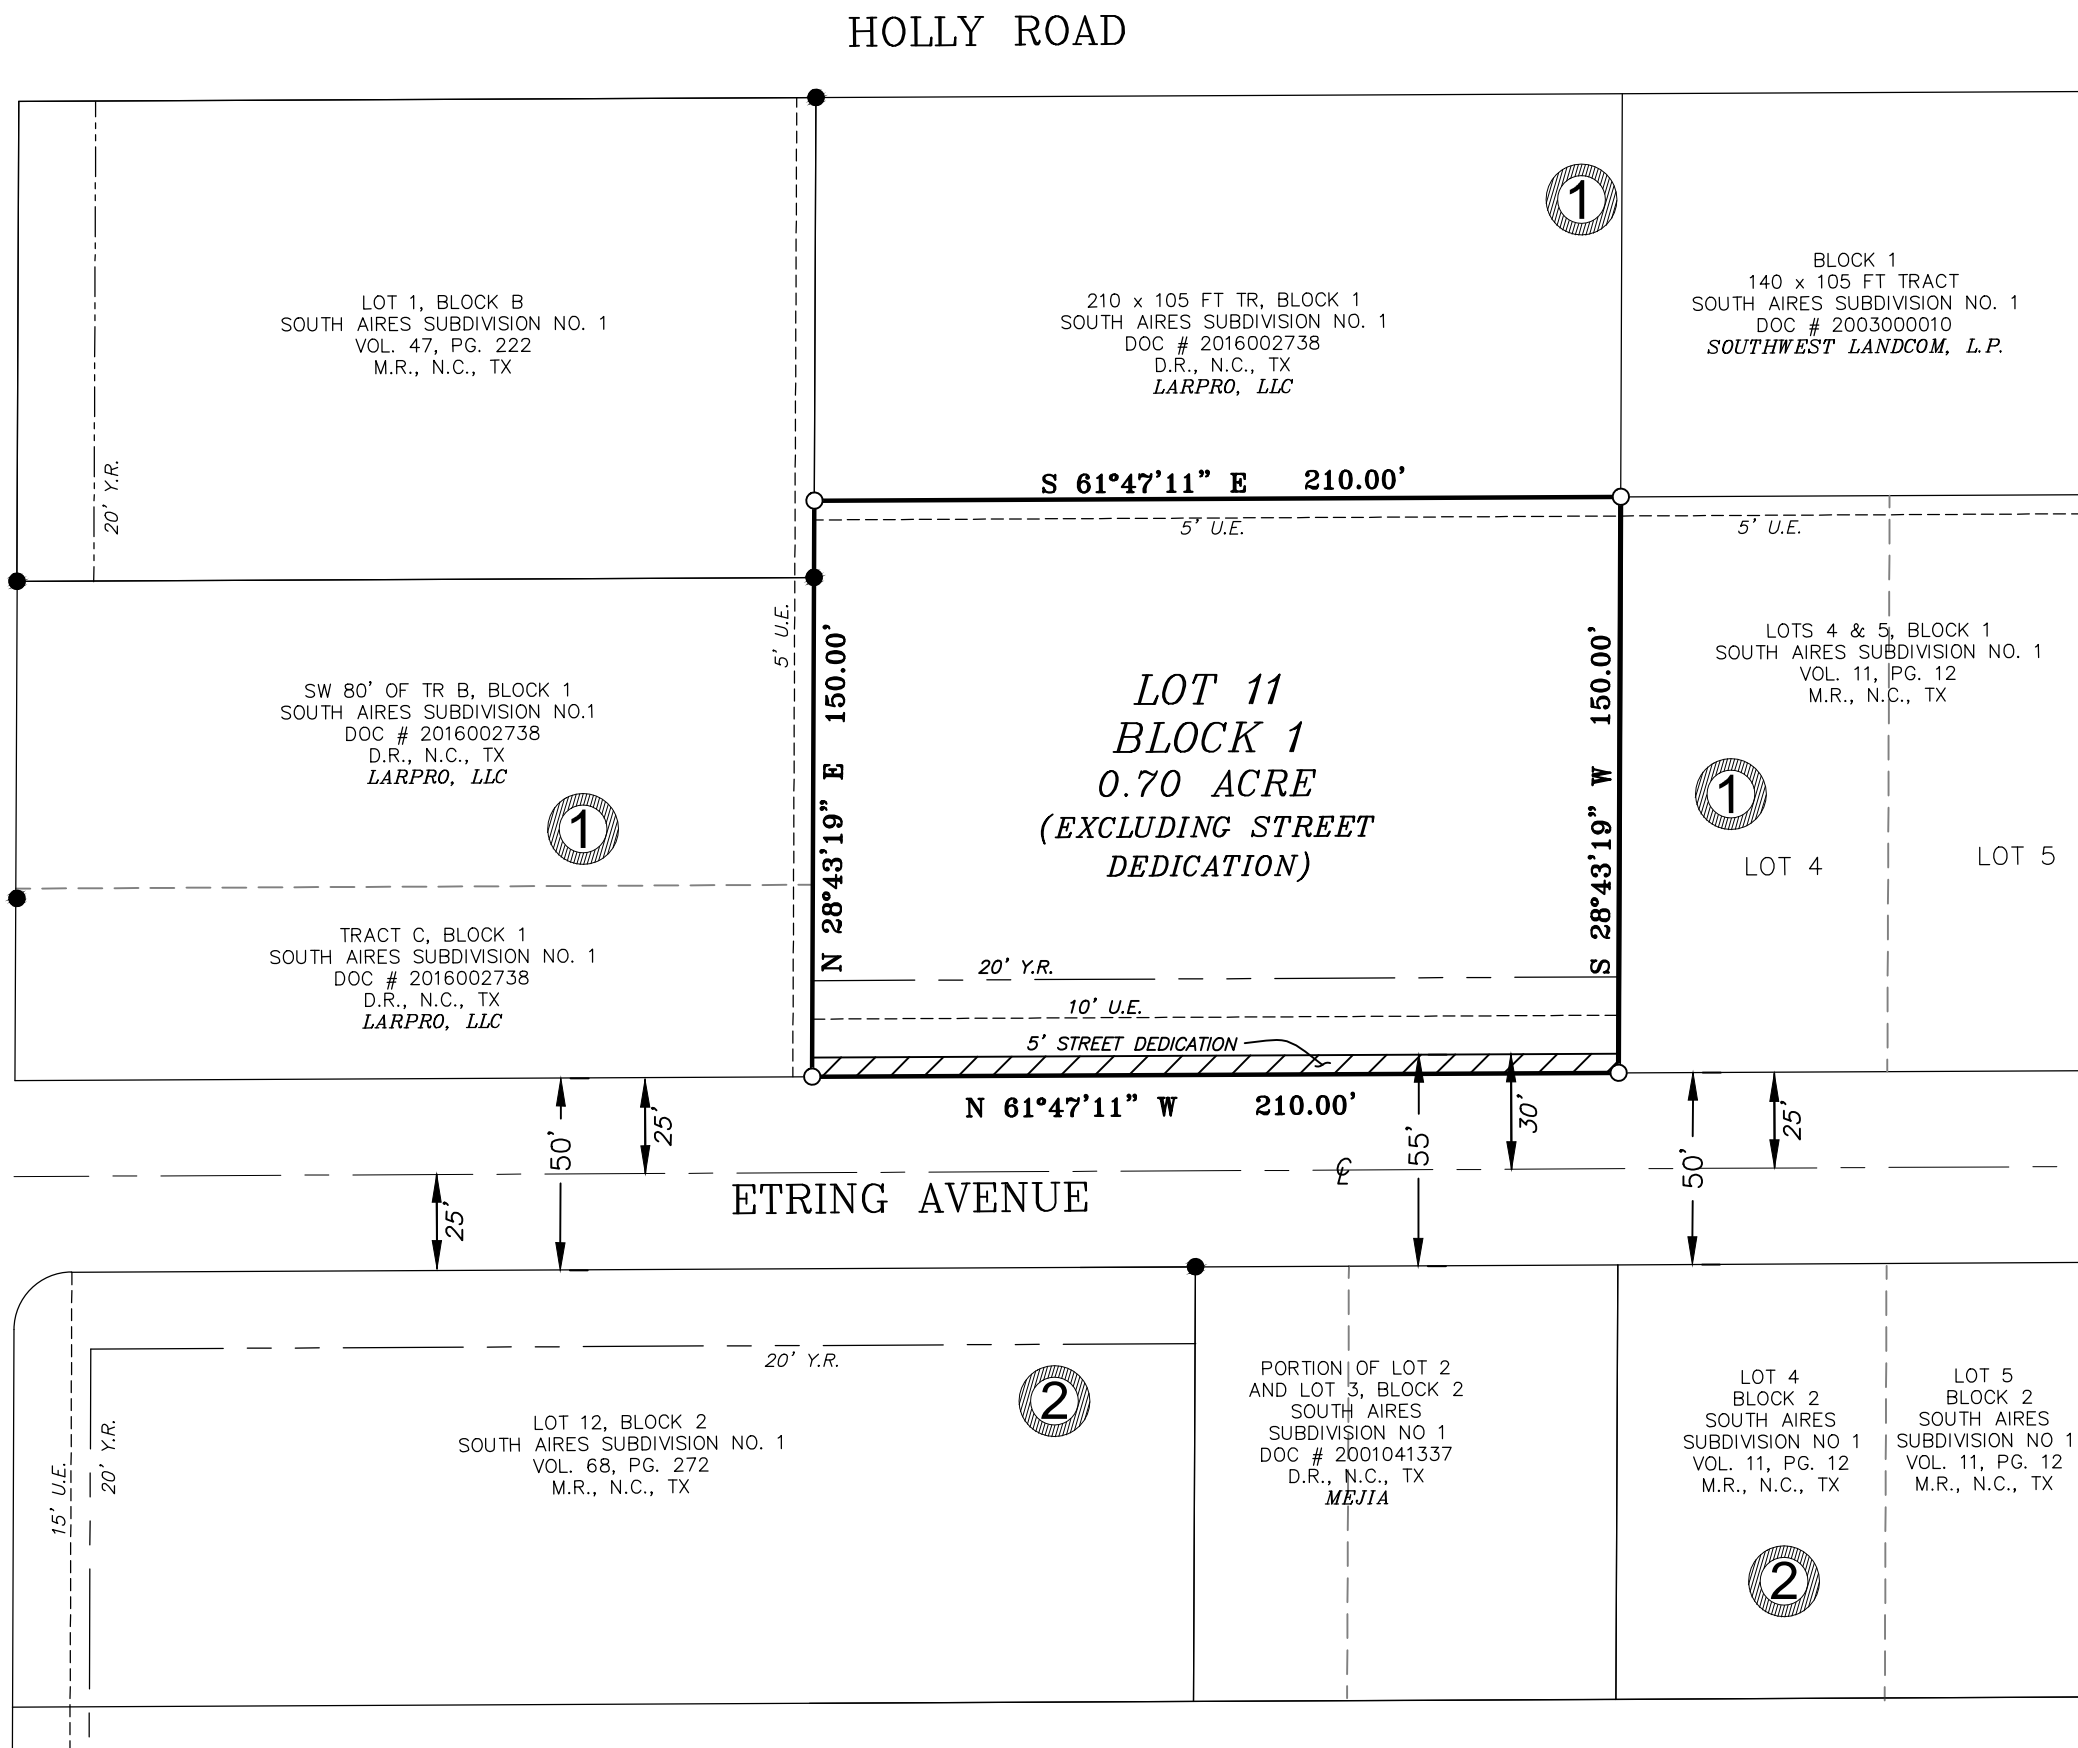 HOLLY ROAD
1
LOT 1, BLOCK B
SOUTH AIRES SUBDIVISION NO. 1
VOL. 47, PG. 222
M.R., N.C., TX
20' Y.R.
210 x 105 FT TR, BLOCK 1
SOUTH AIRES SUBDIVISION NO. 1
DOC # 2016002738
D.R., N.C., TX
LARPRO, LLC
BLOCK 1
140 x 105 FT TRACT
SOUTH AIRES SUBDIVISION NO. 1
DOC # 2003000010
SOUTHWEST LANDCOM, L.P.
S 61°47'11" E 210.00'
5' U.E.
5' U.E.
5' U.E.
N 28°43'19" E 150.00'
S 28°43'19" W 150.00'
SW 80' OF TR B, BLOCK 1
SOUTH AIRES SUBDIVISION NO.1
DOC # 2016002738
D.R., N.C., TX
LARPRO, LLC
1
LOT 11
BLOCK 1
0.70 ACRE
(EXCLUDING STREET
DEDICATION)
LOTS 4 & 5, BLOCK 1
SOUTH AIRES SUBDIVISION NO. 1
VOL. 11, PG. 12
M.R., N.C., TX
1
LOT 4
LOT 5
TRACT C, BLOCK 1
SOUTH AIRES SUBDIVISION NO. 1
DOC # 2016002738
D.R., N.C., TX
LARPRO, LLC
20' Y.R.
10' U.E.
5' STREET DEDICATION
N 61°47'11" W 210.00'
50'
25'
55'
30'
50'
25'
25'
℄
ETRING AVENUE
20' Y.R.
2
LOT 12, BLOCK 2
SOUTH AIRES SUBDIVISION NO. 1
VOL. 68, PG. 272
M.R., N.C., TX
15' U.E.
20' Y.R.
PORTION OF LOT 2
AND LOT 3, BLOCK 2
SOUTH AIRES
SUBDIVISION NO 1
DOC # 2001041337
D.R., N.C., TX
MEJIA
LOT 4
BLOCK 2
SOUTH AIRES
SUBDIVISION NO 1
VOL. 11, PG. 12
M.R., N.C., TX
LOT 5
BLOCK 2
SOUTH AIRES
SUBDIVISION NO 1
VOL. 11, PG. 12
M.R., N.C., TX
2